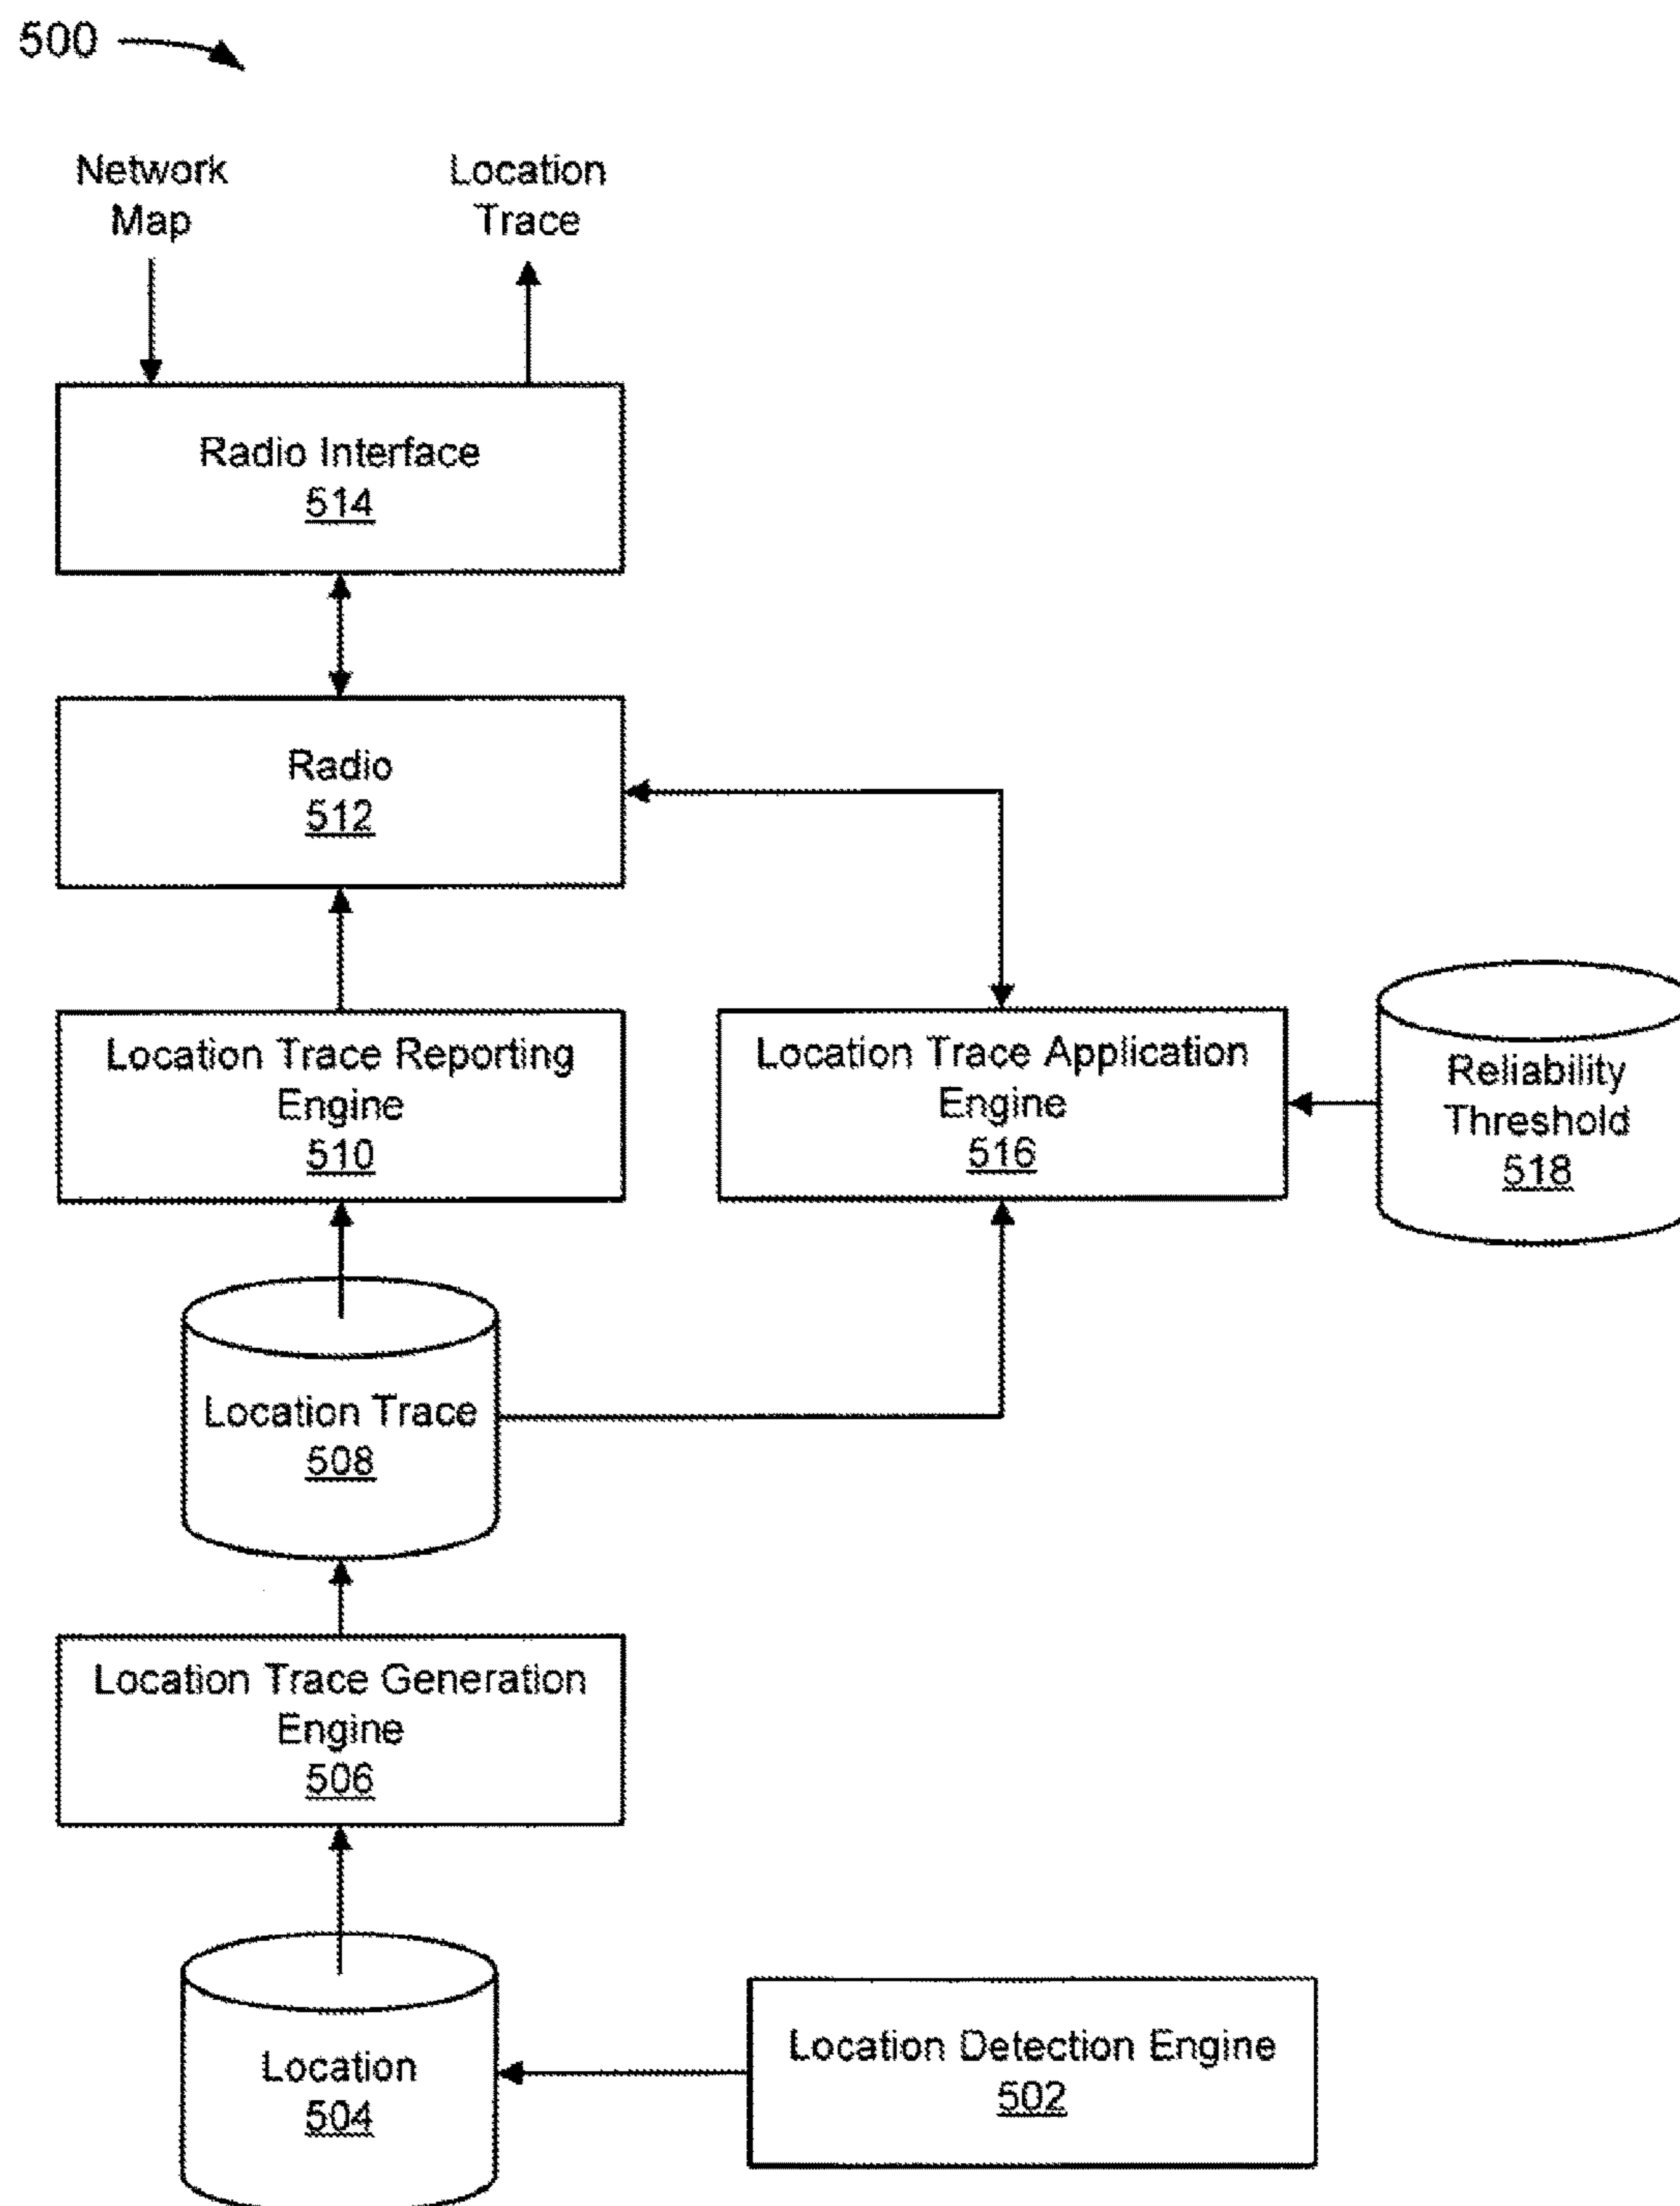 500
Network
Map
Location
Trace
Radio Interface
514
Radio
512
Location Trace Reporting
Engine
510
Location Trace Application
Engine
516
Reliability
Threshold
518
Location Trace
508
Location Trace Generation
Engine
506
Location
504
Location Detection Engine
502